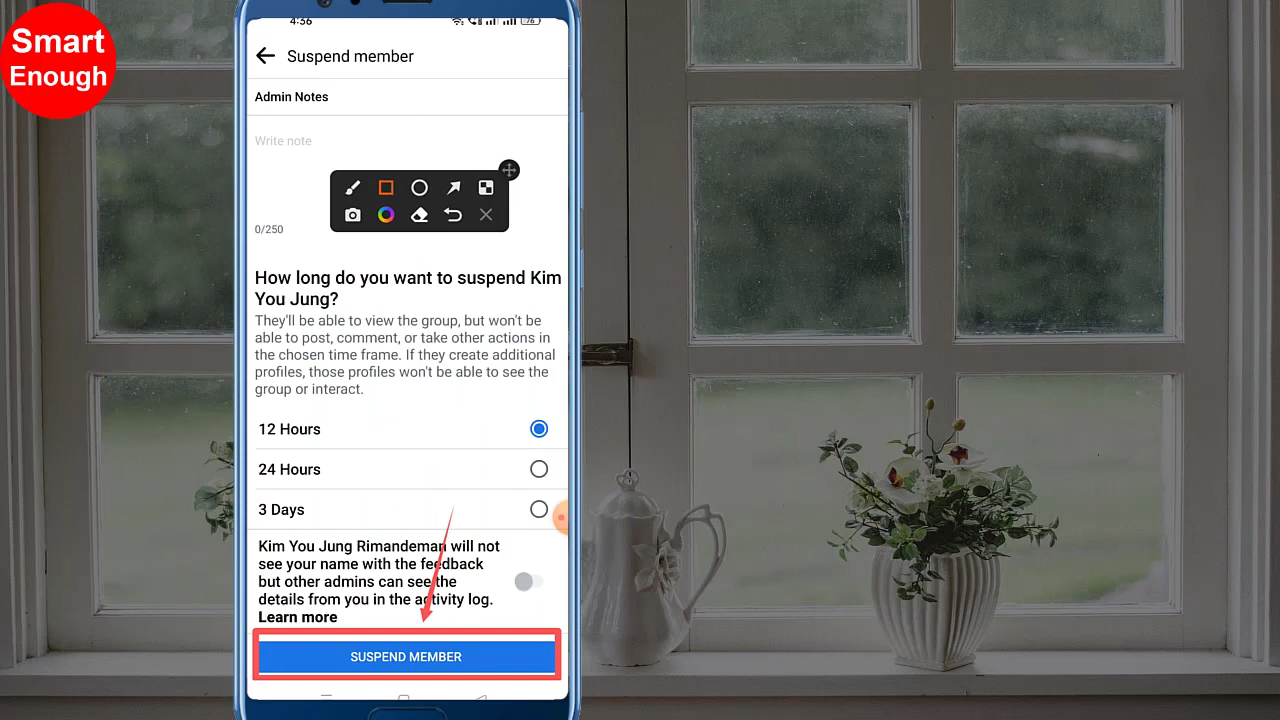 Smart
Enough
4:56
76
Suspend member
Admin Notes
Write note
0/250
How long do you want to suspend Kim
You Jung?
They'll be able to view the group, but won't be
able to post, comment, or take other actions in
the chosen time frame. If they create additional
profiles, those profiles won't be able to see the
group or interact.
12 Hours
24 Hours
3 Days
Kim You Jung Rimandeman will not
see your name with the feedback
but other admins can see the
details from you in the activity log.
Learn more
SUSPEND MEMBER